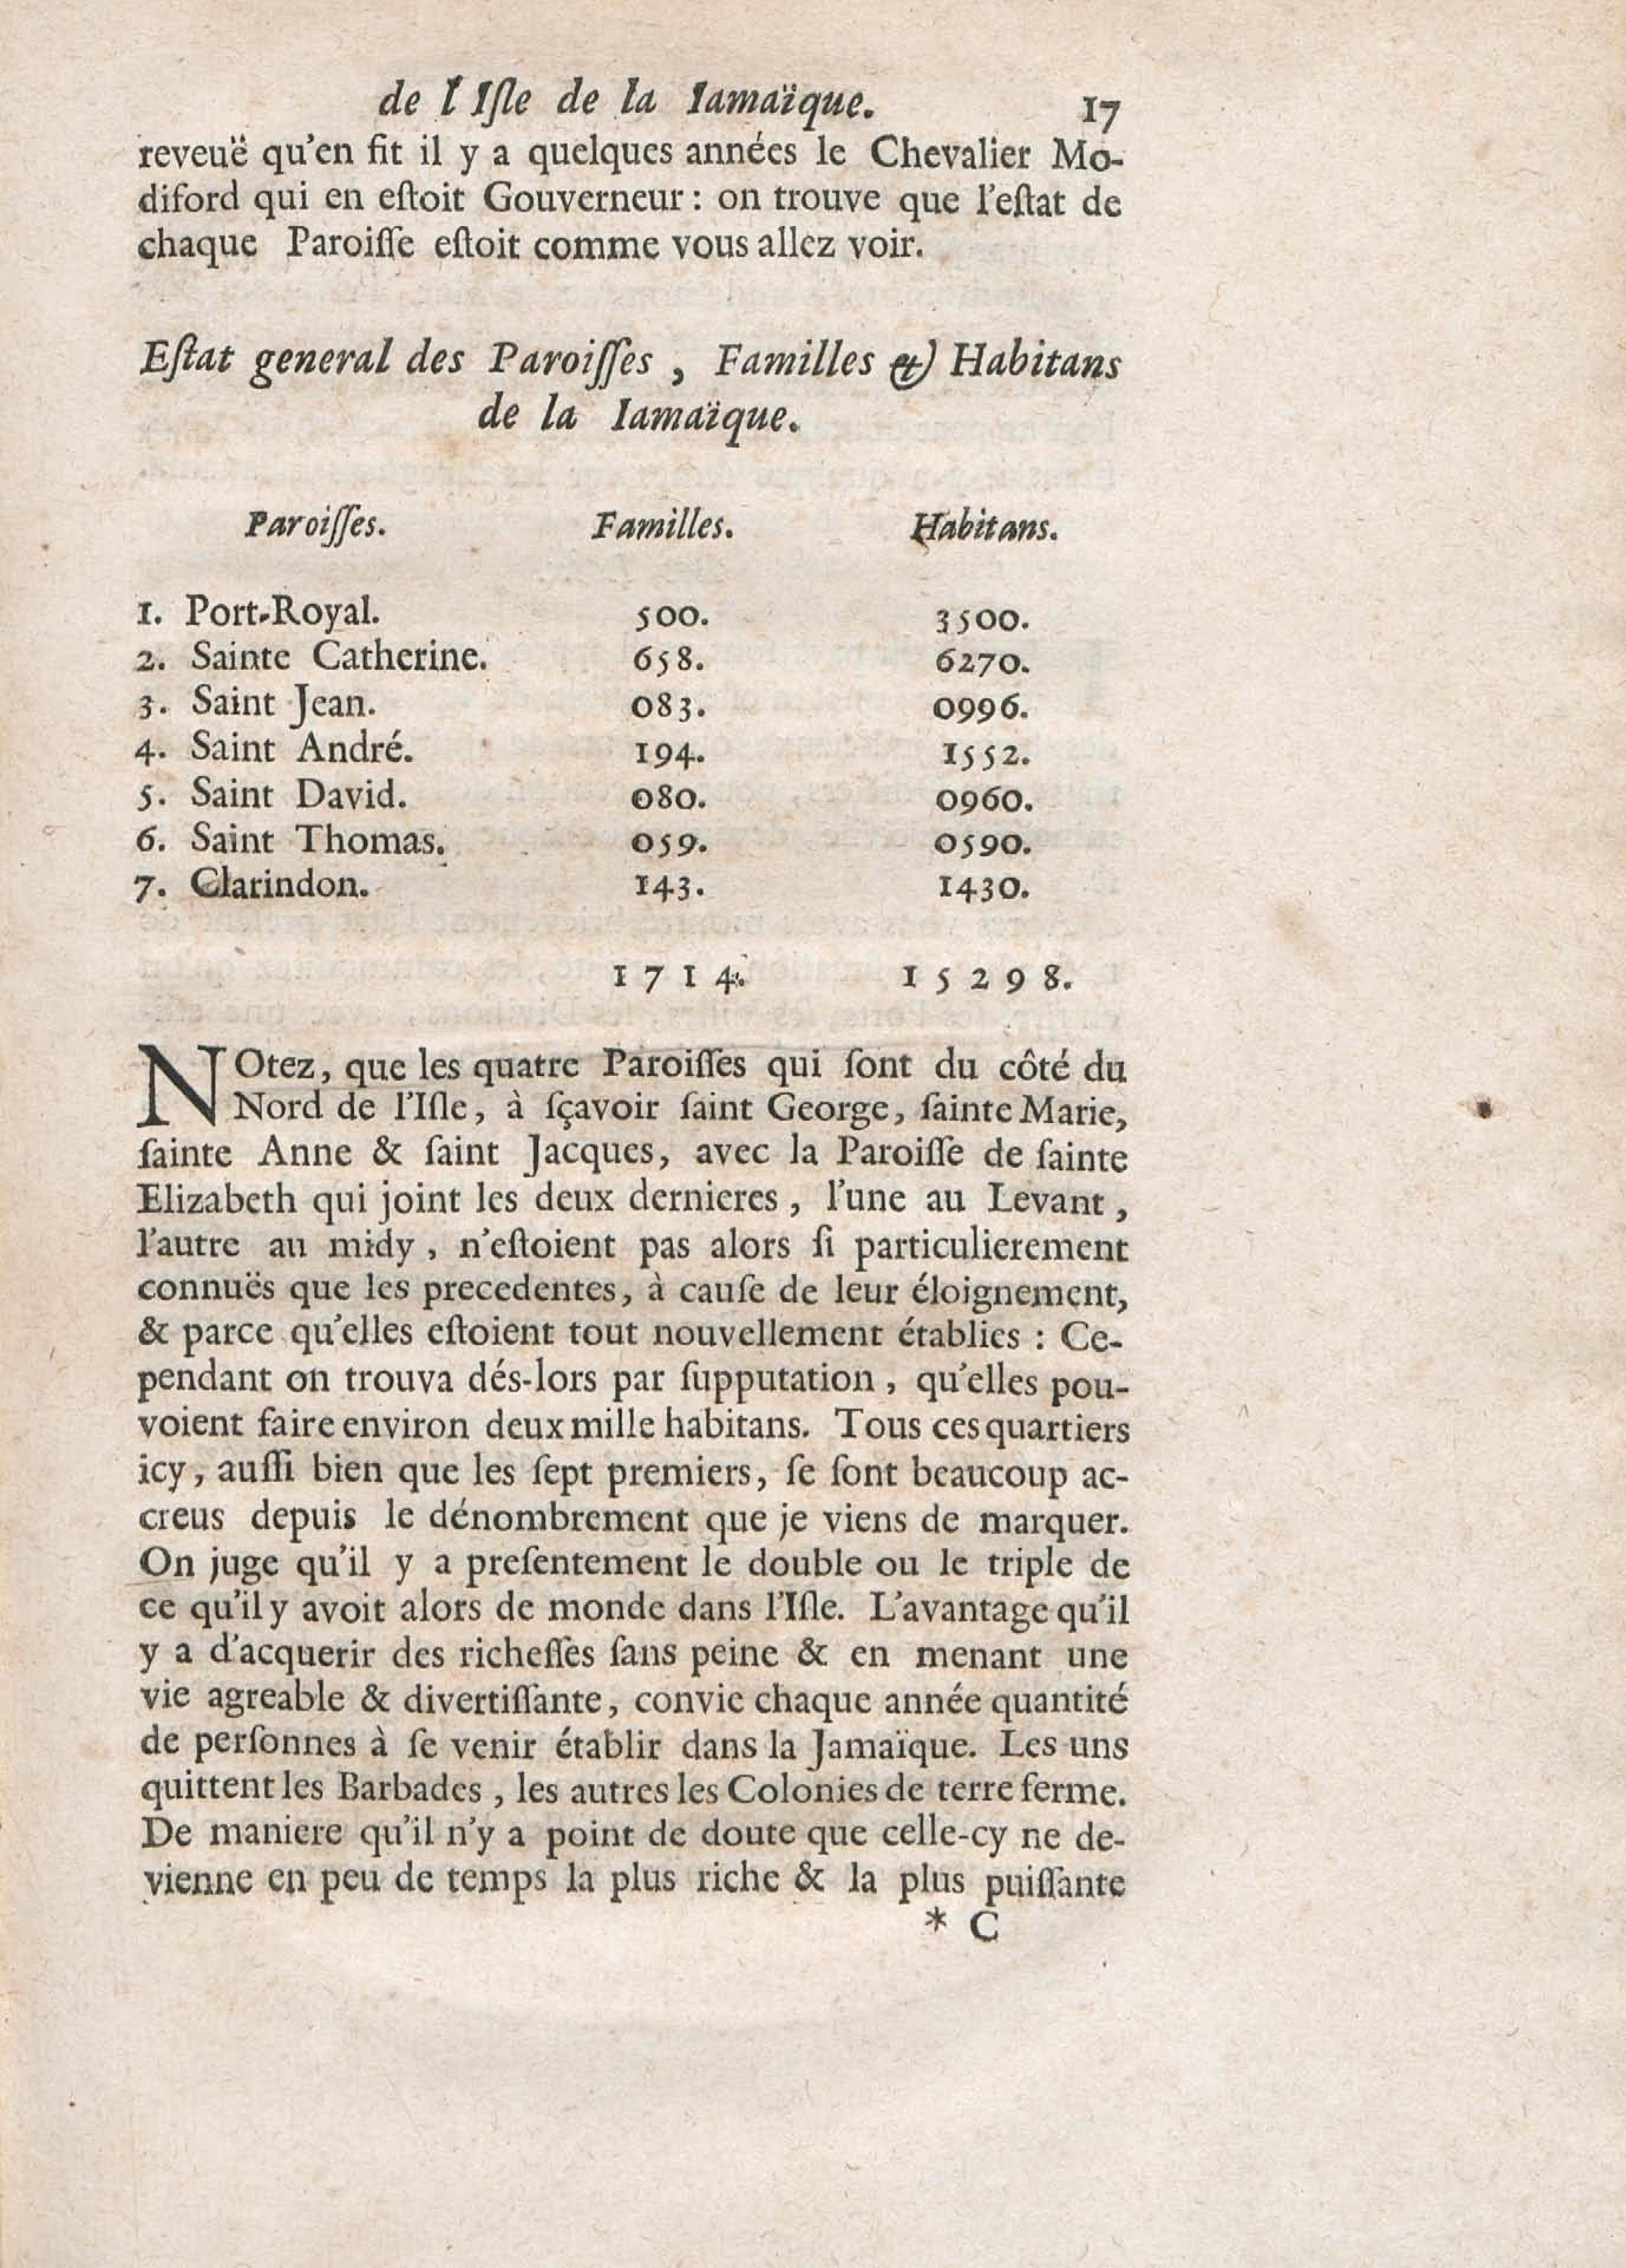 de l'Iſle de la Iamaïque. 17
reveuë qu'en fit il y a quelques années le Chevalier Mo-
diford qui en eſtoit Gouverneur : on trouve que l'eſtat de
chaque Paroiſſe eſtoit comme vous allez voir.
Eſtat general des Paroiſſes , Familles & Habitans
de la Iamaïque.
Paroiſſes. Familles. Habitans.
1. Port-Royal. 500. 3500.
2. Sainte Catherine. 658. 6270.
3. Saint Jean. 083. 0996.
4. Saint André. 194. 1552.
5. Saint David. 080. 0960.
6. Saint Thomas. 059. 0590.
7. Clarindon. 143. 1430.
1714. 15298.
NOtez, que les quatre Paroiſſes qui ſont du côté du
Nord de l'Iſle, à ſçavoir ſaint George, ſainte Marie,
ſainte Anne & ſaint Jacques, avec la Paroiſſe de ſainte
Elizabeth qui joint les deux dernieres , l'une au Levant ,
l'autre au midy , n'eſtoient pas alors ſi particulierement
connuës que les precedentes, à cauſe de leur éloignement,
& parce qu'elles eſtoient tout nouvellement établies : Ce-
pendant on trouva dés-lors par ſupputation , qu'elles pou-
voient faire environ deux mille habitans. Tous ces quartiers
icy, auſſi bien que les ſept premiers, ſe ſont beaucoup ac-
creus depuis le dénombrement que je viens de marquer.
On juge qu'il y a preſentement le double ou le triple de
ce qu'il y avoit alors de monde dans l'Iſle. L'avantage qu'il
y a d'acquerir des richeſſes ſans peine & en menant une
vie agreable & divertiſſante, convie chaque année quantité
de perſonnes à ſe venir établir dans la Jamaïque. Les uns
quittent les Barbades , les autres les Colonies de terre ferme.
De maniere qu'il n'y a point de doute que celle-cy ne de-
vienne en peu de temps la plus riche & la plus puiſſante
* C